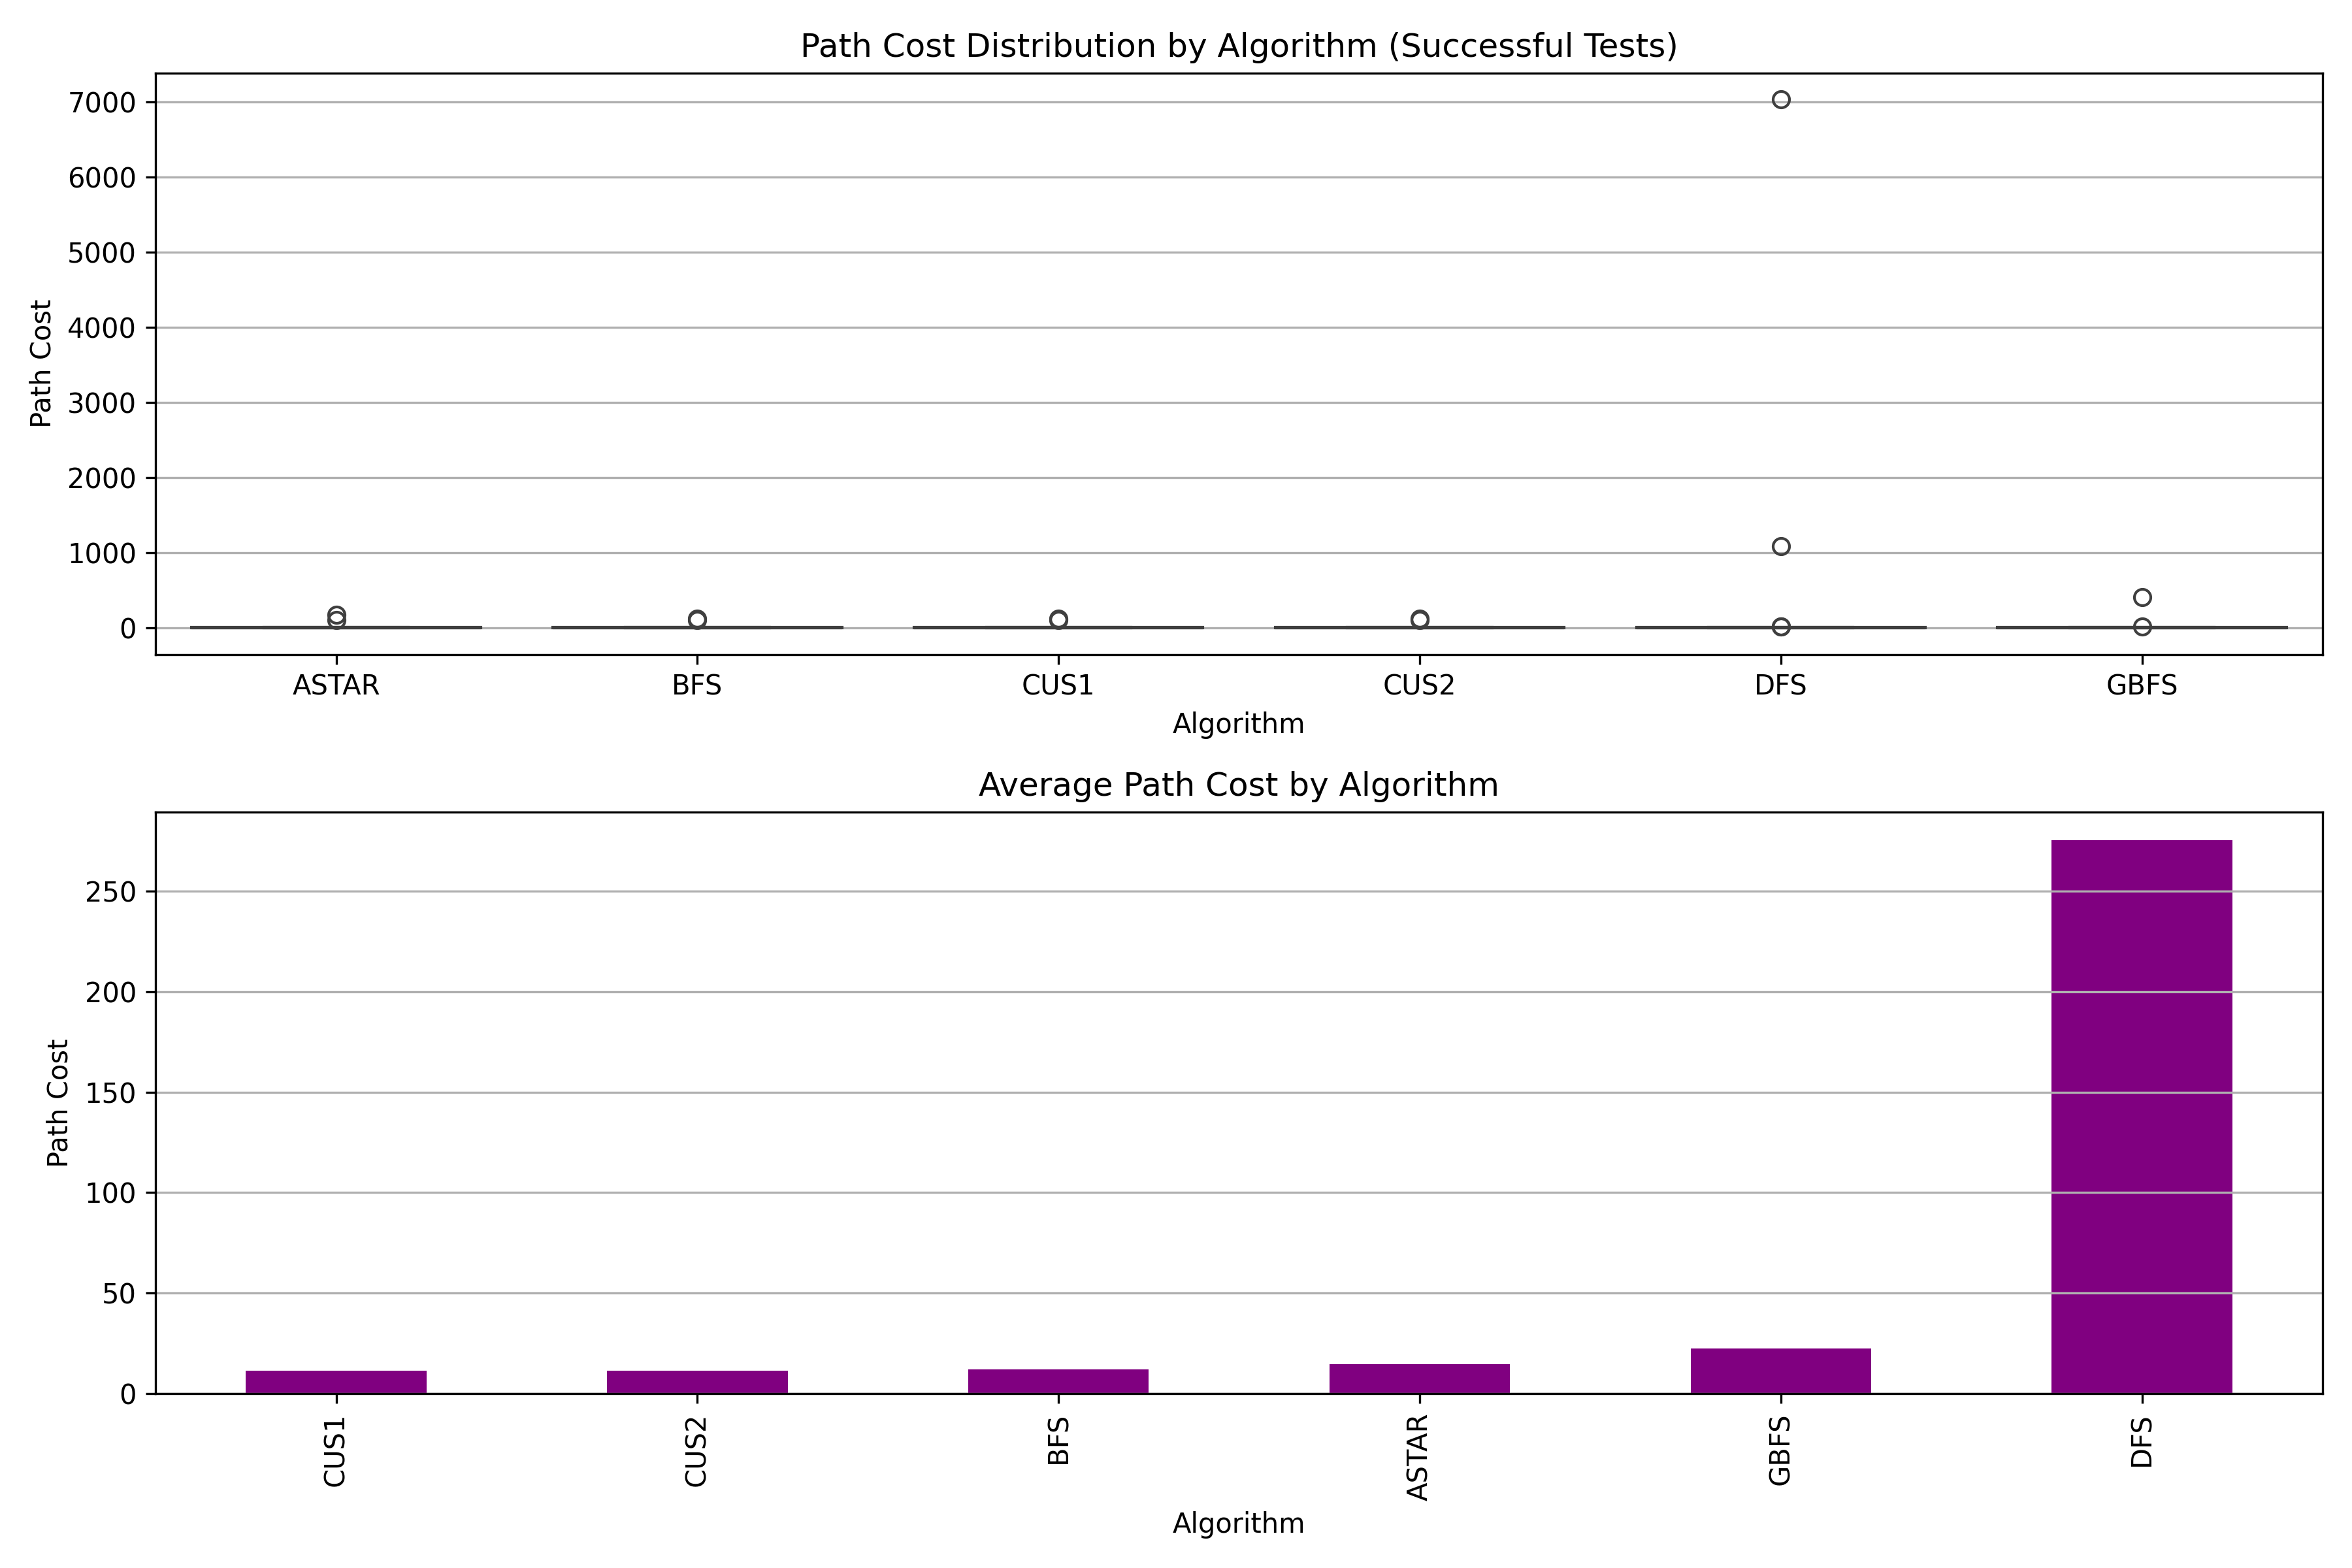 Path Cost Distribution by Algorithm (Successful Tests)
Path Cost
7000
6000
5000
4000
3000
2000
1000
0
ASTAR BFS CUS1 CUS2 DFS GBFS
Algorithm
Average Path Cost by Algorithm
Path Cost
250
200
150
100
50
0
CUS1 CUS2 BFS ASTAR GBFS DFS
Algorithm